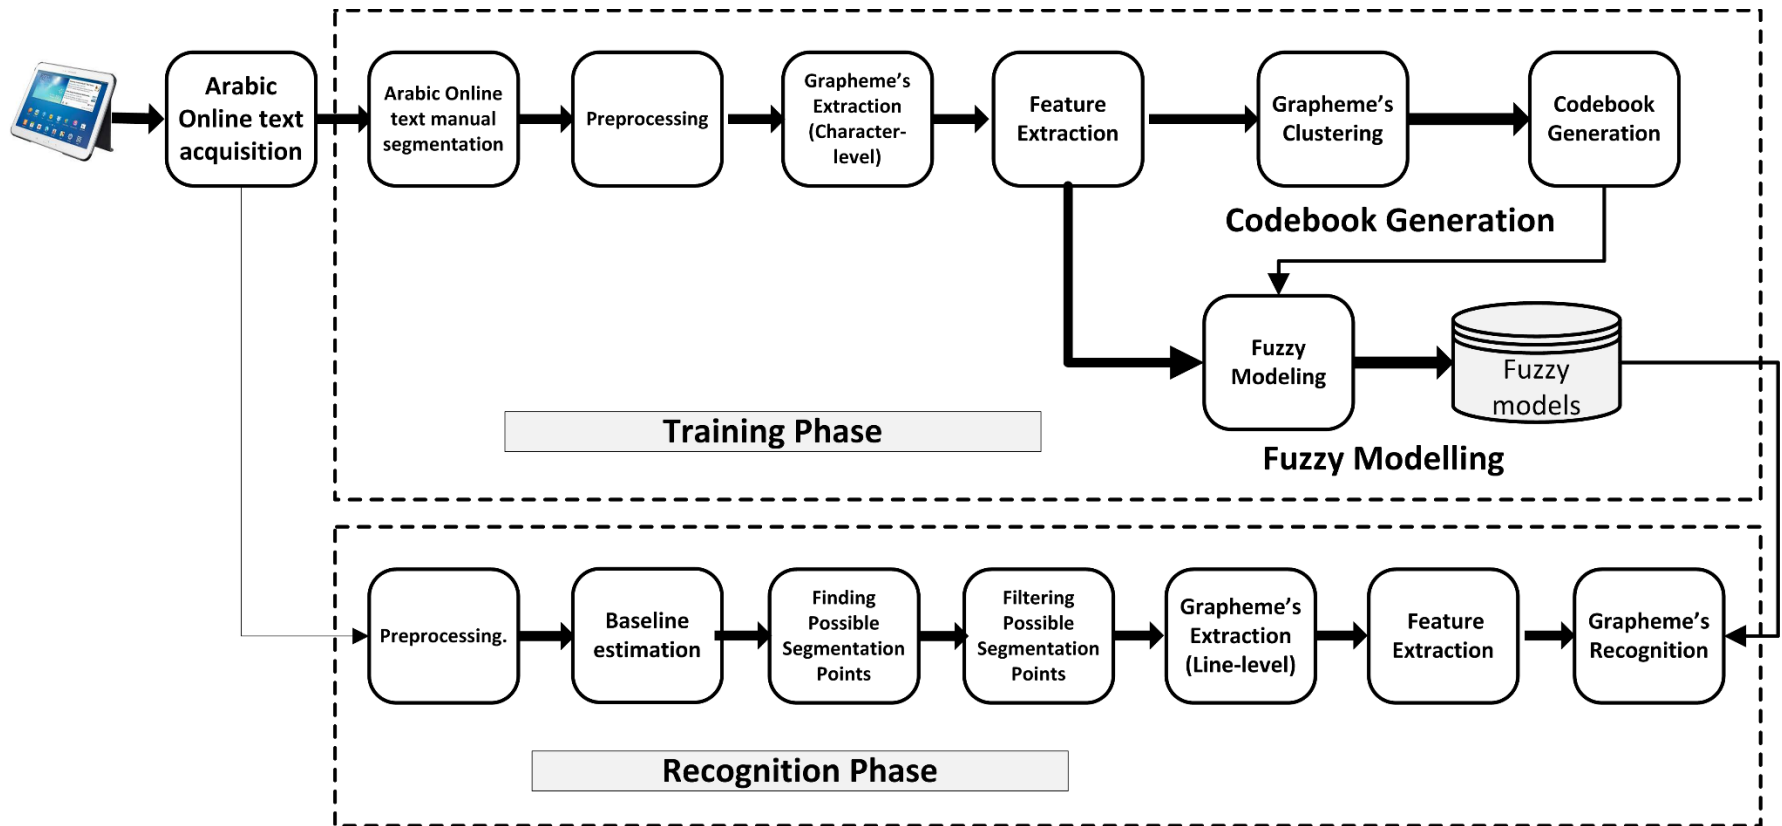 Arabic
Online text
acquisition
Arabic Online
text manual
segmentation
Preprocessing
Grapheme's
Extraction
(Character-
level)
Feature
Extraction
Grapheme's
Clustering
Codebook
Generation
Codebook Generation
Fuzzy
Modeling
Fuzzy
models
Training Phase
Fuzzy Modelling
Preprocessing.
Baseline
estimation
Finding
Possible
Segmentation
Points
Filtering
Possible
Segmentation
Points
Grapheme's
Extraction
(Line-level)
Feature
Extraction
Grapheme's
Recognition
Recognition Phase